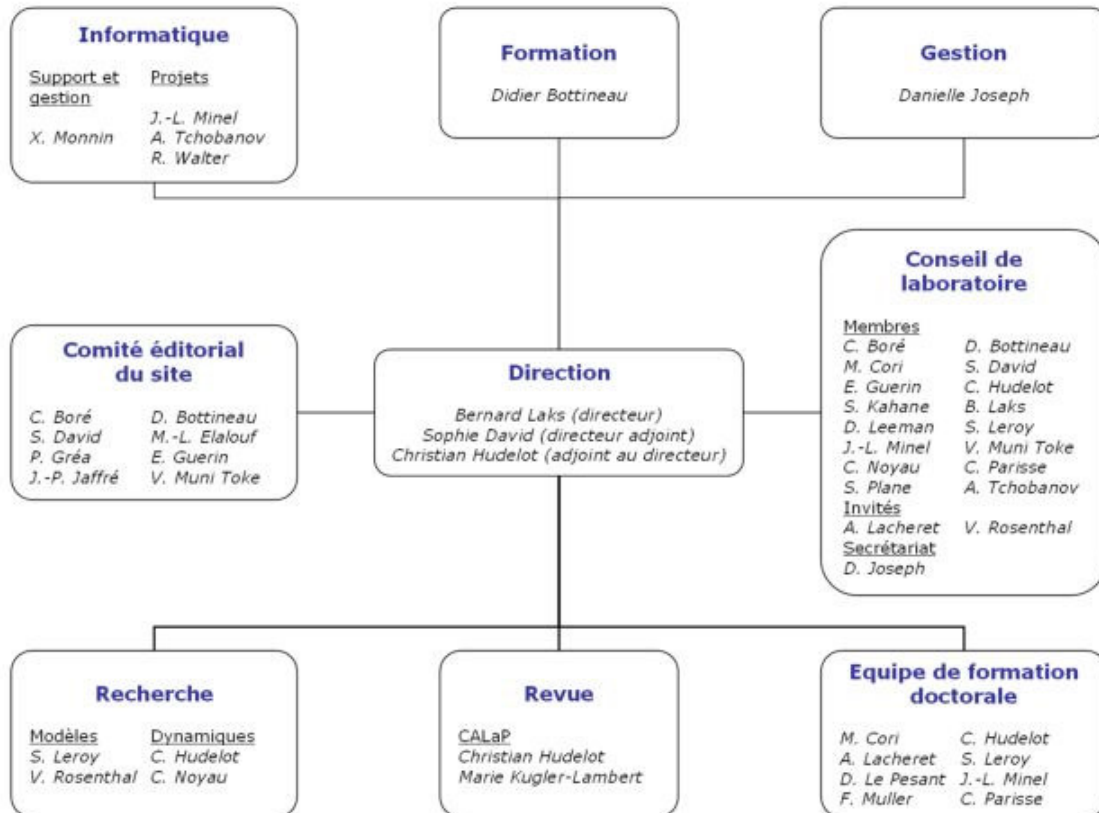 Informatique
Support et gestion
X. Monnin
Projets
J.-L. Minel
A. Tchobanov
R. Walter
Formation
Didier Bottineau
Gestion
Danielle Joseph
Comité éditorial
du site
C. Boré D. Bottineau
S. David M.-L. Elalouf
P. Gréa E. Guerin
J.-P. Jaffré V. Muni Toke
Direction
Bernard Laks (directeur)
Sophie David (directeur adjoint)
Christian Hudelot (adjoint au directeur)
Conseil de
laboratoire
Membres
C. Boré D. Bottineau
M. Cori S. David
E. Guerin C. Hudelot
S. Kahane B. Laks
D. Leeman S. Leroy
J.-L. Minel V. Muni Toke
C. Noyau C. Parisse
S. Plane A. Tchobanov
Invités
A. Lacheret V. Rosenthal
Secrétariat
D. Joseph
Recherche
Modèles Dynamiques
S. Leroy C. Hudelot
V. Rosenthal C. Noyau
Revue
CALaP
Christian Hudelot
Marie Kugler-Lambert
Equipe de formation
doctorale
M. Cori C. Hudelot
A. Lacheret S. Leroy
D. Le Pesant J.-L. Minel
F. Muller C. Parisse